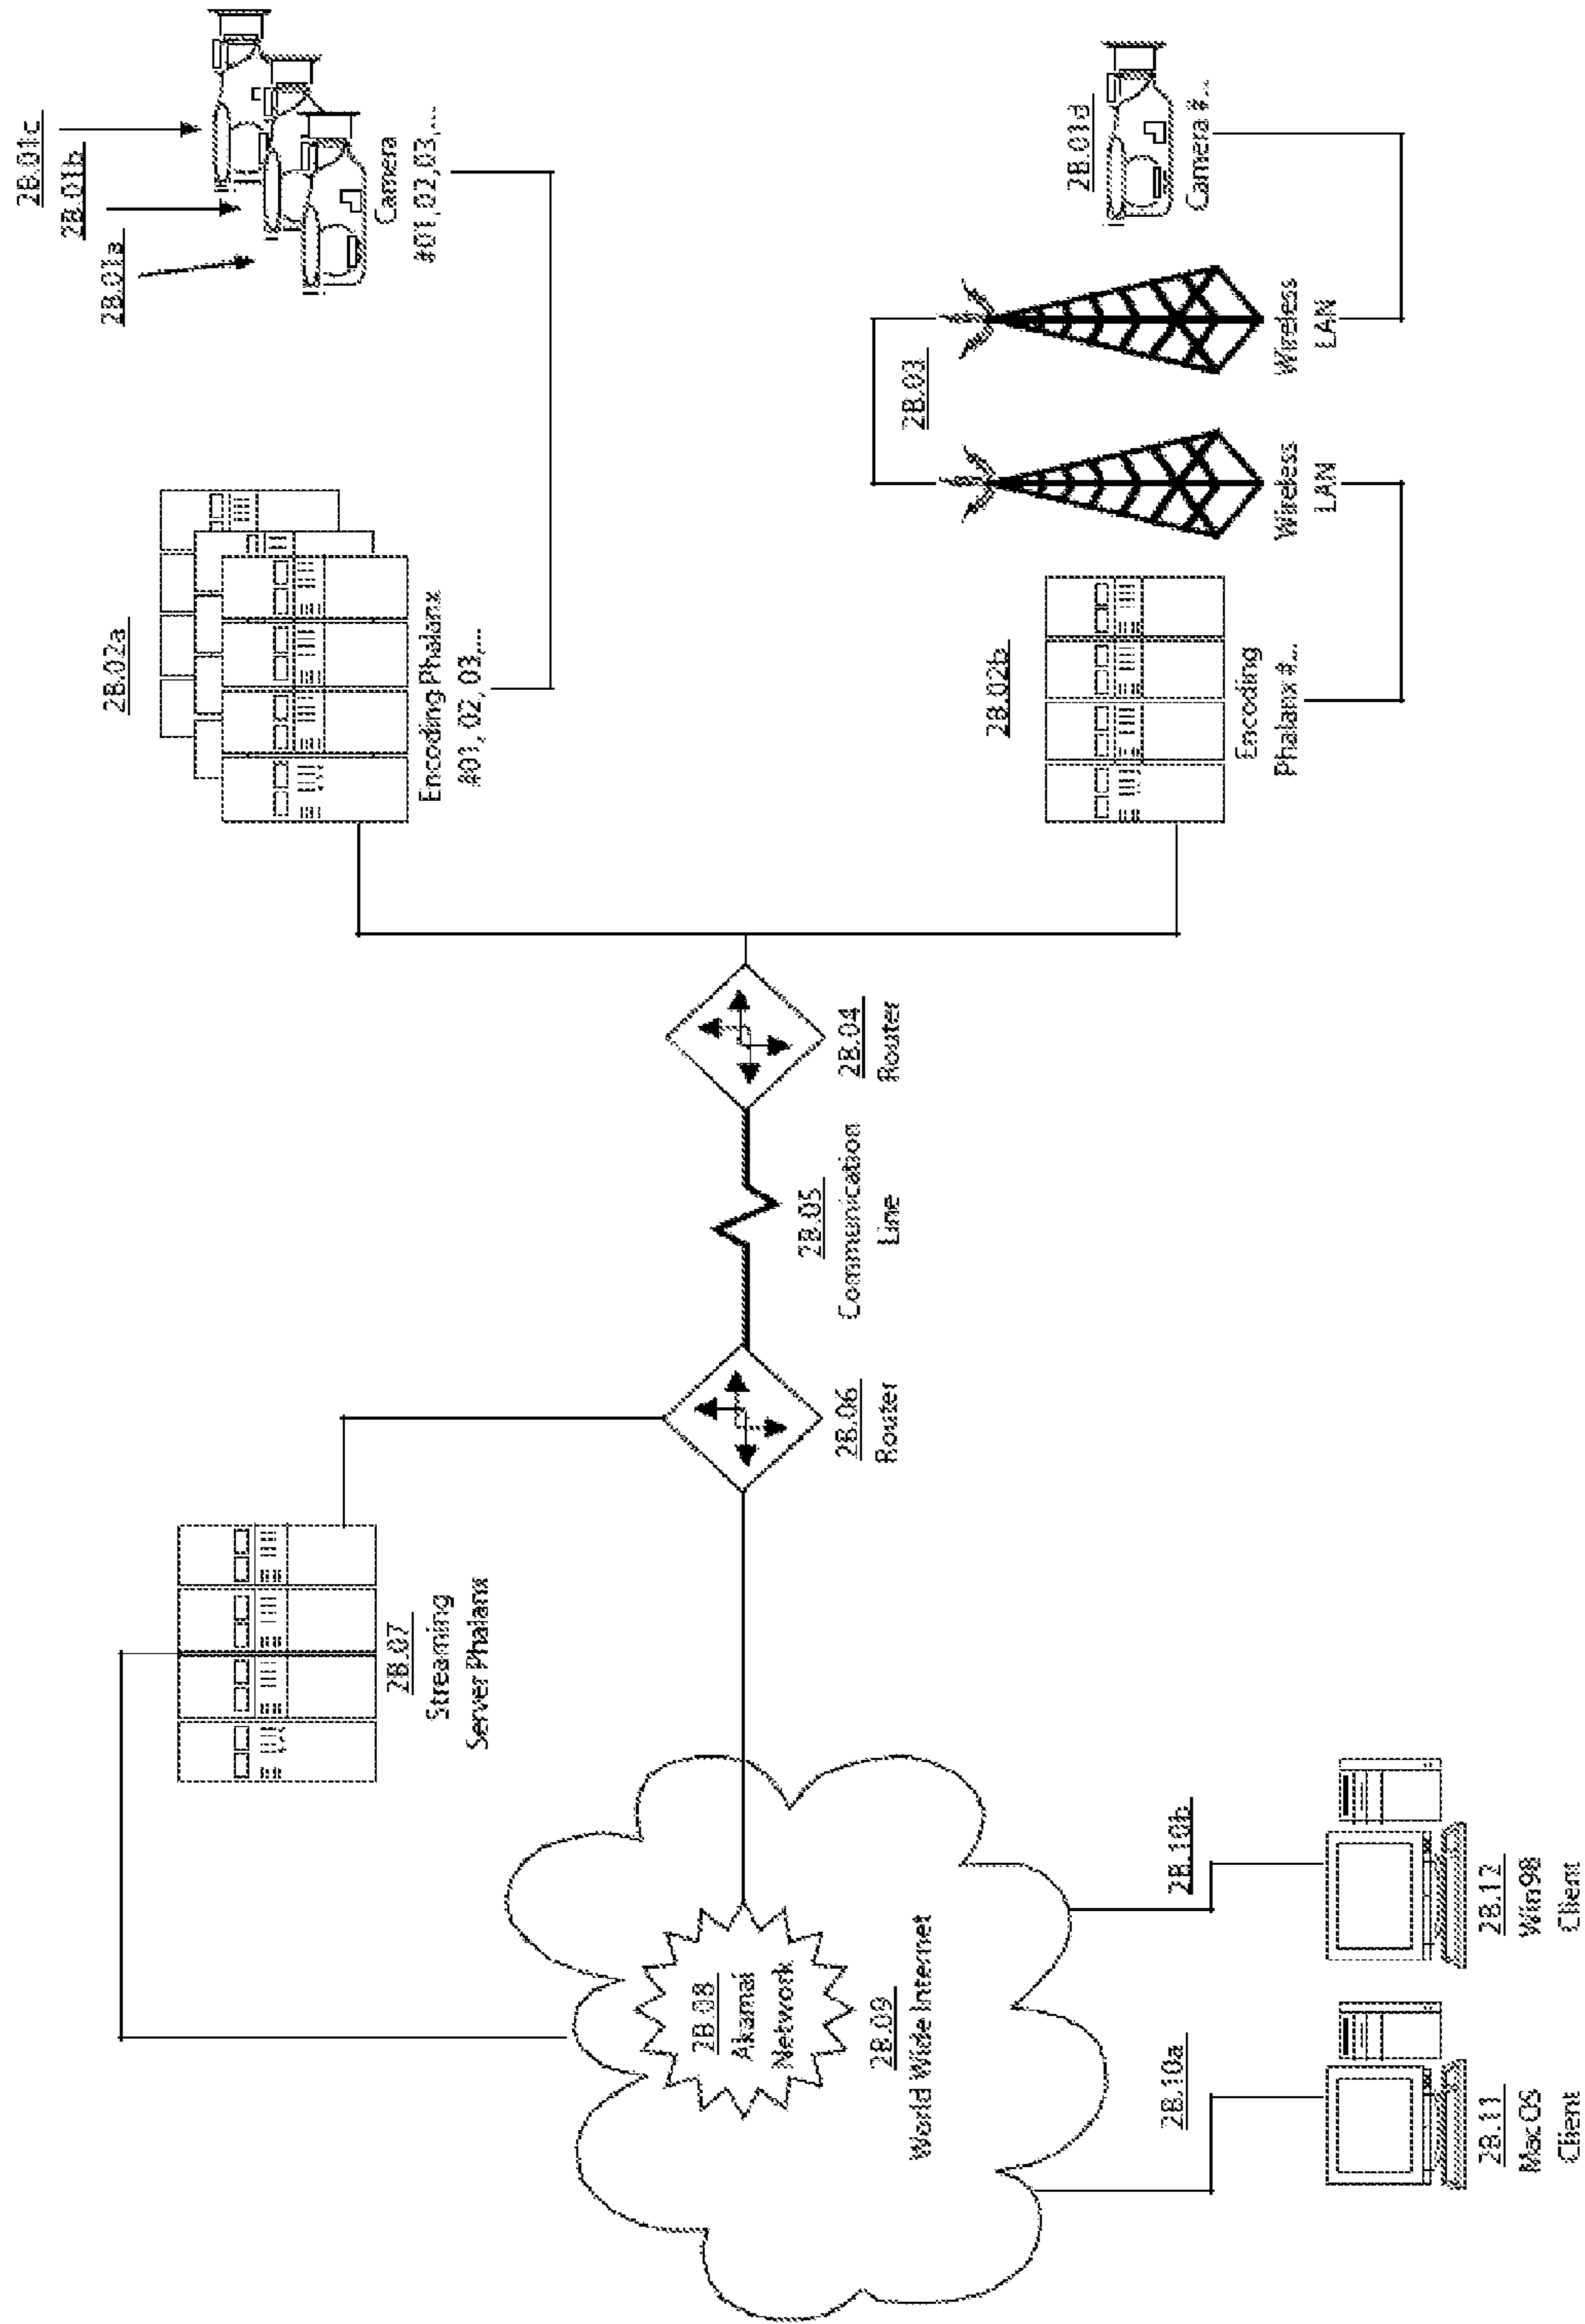 2B.01c
2B.01b
2B.01a
Camera
#01,02,03,...
2B.02a
Encoding Phalanx
#01, 02, 03,...
2B.01d
Camera #...
2B.03
Wireless
LAN
Wireless
LAN
2B.02b
Encoding
Phalanx #...
2B.04
Router
2B.05
Communication
Line
2B.06
Router
2B.07
Streaming
Server Phalanx
2B.08
Akamai
Network
2B.09
World Wide Internet
2B.10a
2B.10b
2B.11
MacOS
Client
2B.12
Win98
Client